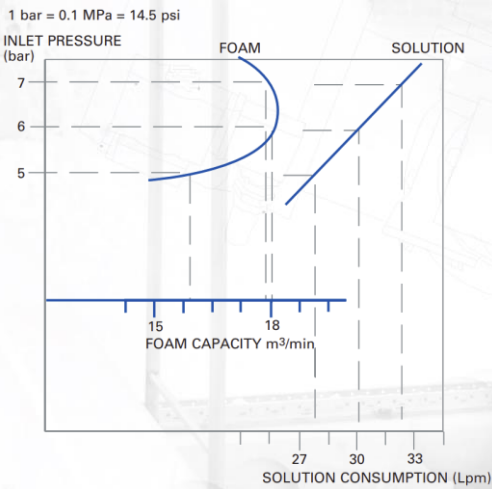 1 bar = 0.1 MPa = 14.5 psi
INLET PRESSURE
(bar)
FOAM
SOLUTION
7
6
5
15
18
FOAM CAPACITY m³/min
27
30
33
SOLUTION CONSUMPTION (Lpm)